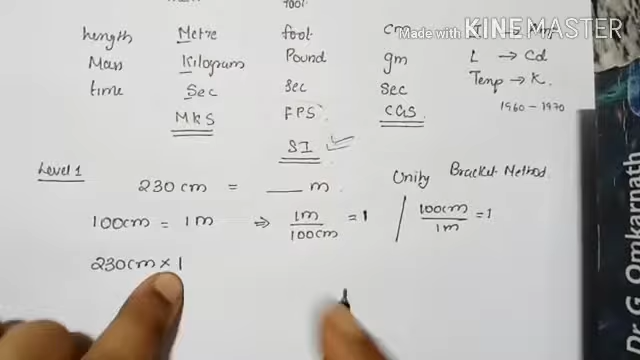 foot
Length Metre foot cm
Mass Kilogram Pound gm L → Cd
time Sec Sec Sec Temp → K.
MKS FPS CGS 1960 - 1970
SI
Level 1
230 cm = ___ m. Unity Bracket Method.
100cm = 1m ⇒ 1m/100cm = 1 / 100cm/1m = 1
230cm × 1
Made with KINEMASTER
Dr. G. Omkarnath